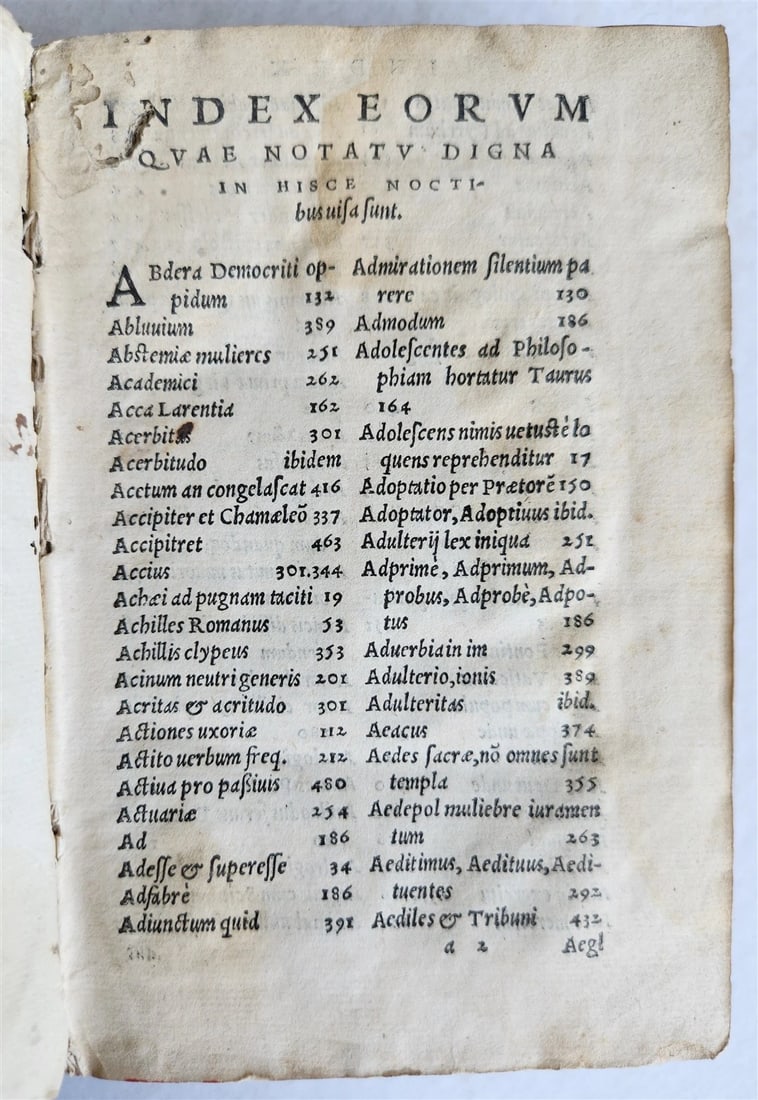 INDEX EORVM
QVAE NOTATV DIGNA
IN HISCE NOCTI-
bus uiſa ſunt.
ABdera Democriti op-
pidum 132
Abluuium 389
Abſtemiæ mulieres 251
Academici 262
Acca Larentia 162
Acerbitas 301
Acerbitudo ibidem
Acetum an congelaſcat 416
Accipiter et Chamæleõ 337
Accipitret 463
Accius 301.344
Achæi ad pugnam taciti 19
Achilles Romanus 53
Achillis clypeus 353
Acinum neutri generis 201
Acritas & acritudo 301
Actiones uxoriæ 112
Actito uerbum freq. 212
Actiua pro paßiuis 480
Actuariæ 254
Ad 186
Adeſſe & ſupereſſe 34
Adfabrè 186
Adiunctum quid 391
Admirationem ſilentium pa
rere 130
Admodum 186
Adoleſcentes ad Philoſo-
phiam hortatur Taurus
164
Adoleſcens nimis uetuſtè lo
quens reprehenditur 17
Adoptatio per Prætorẽ 150
Adoptator, Adoptiuus ibid.
Adulterij lex iniqua 251
Adprimè, Adprimum, Ad-
probus, Adprobè, Adpo-
tus 186
Aduerbia in im 299
Adulterio, ionis 389
Adulteritas ibid.
Aeacus 374
Aedes ſacræ, nõ omnes ſunt
templa 355
Aedepol muliebre iuramen
tum 263
Aeditimus, Aedituus, Aedi-
tuentes 292
Aediles & Tribuni 432
a 2 Aegl